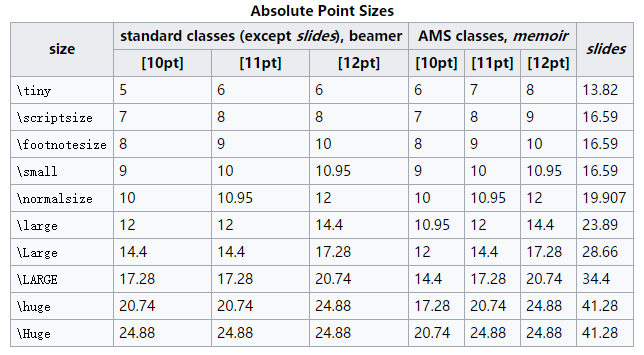 Absolute Point Sizes
size standard classes (except slides), beamer AMS classes, memoir slides
[10pt] [11pt] [12pt] [10pt] [11pt] [12pt]
\tiny 5 6 6 6 7 8 13.82
\scriptsize 7 8 8 7 8 9 16.59
\footnotesize 8 9 10 8 9 10 16.59
\small 9 10 10.95 9 10 10.95 16.59
\normalsize 10 10.95 12 10 10.95 12 19.907
\large 12 12 14.4 10.95 12 14.4 23.89
\Large 14.4 14.4 17.28 12 14.4 17.28 28.66
\LARGE 17.28 17.28 20.74 14.4 17.28 20.74 34.4
\huge 20.74 20.74 24.88 17.28 20.74 24.88 41.28
\Huge 24.88 24.88 24.88 20.74 24.88 24.88 41.28